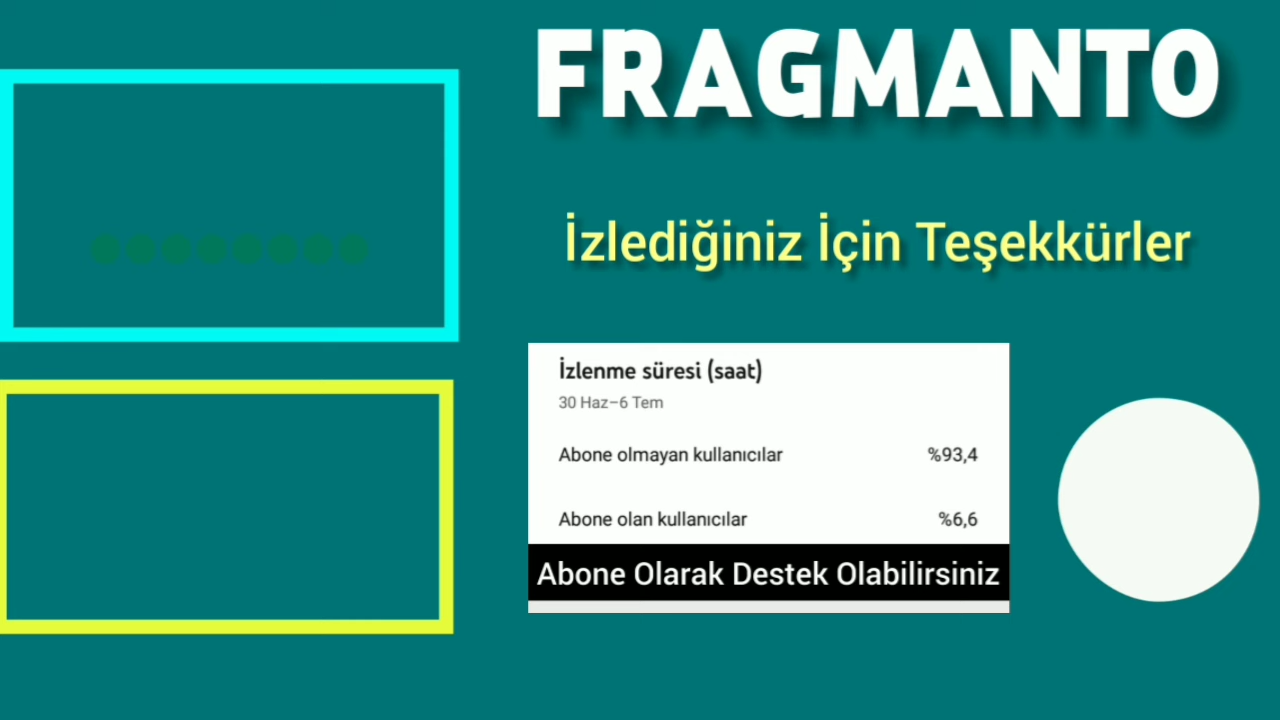 FRAGMANTO
İzlediğiniz İçin Teşekkürler
İzlenme süresi (saat)
30 Haz–6 Tem
Abone olmayan kullanıcılar %93,4
Abone olan kullanıcılar %6,6
Abone Olarak Destek Olabilirsiniz